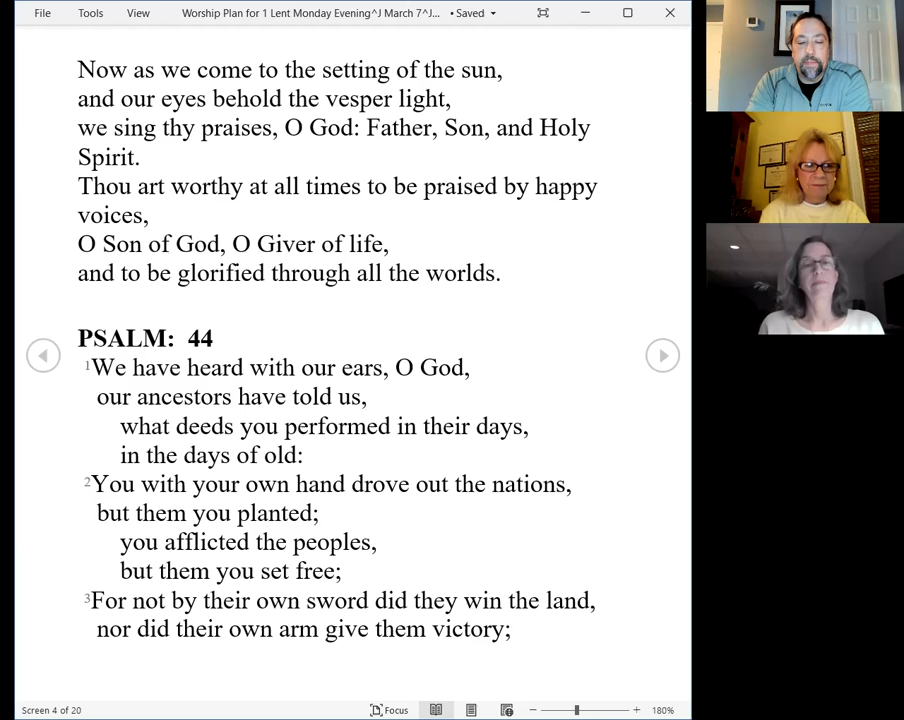 File Tools View Worship Plan for 1 Lent Monday Evening^J March 7^J... • Saved
Now as we come to the setting of the sun,
and our eyes behold the vesper light,
we sing thy praises, O God: Father, Son, and Holy
Spirit.
Thou art worthy at all times to be praised by happy
voices,
O Son of God, O Giver of life,
and to be glorified through all the worlds.
PSALM: 44
1We have heard with our ears, O God,
our ancestors have told us,
what deeds you performed in their days,
in the days of old:
2You with your own hand drove out the nations,
but them you planted;
you afflicted the peoples,
but them you set free;
3For not by their own sword did they win the land,
nor did their own arm give them victory;
Screen 4 of 20 Focus 180%